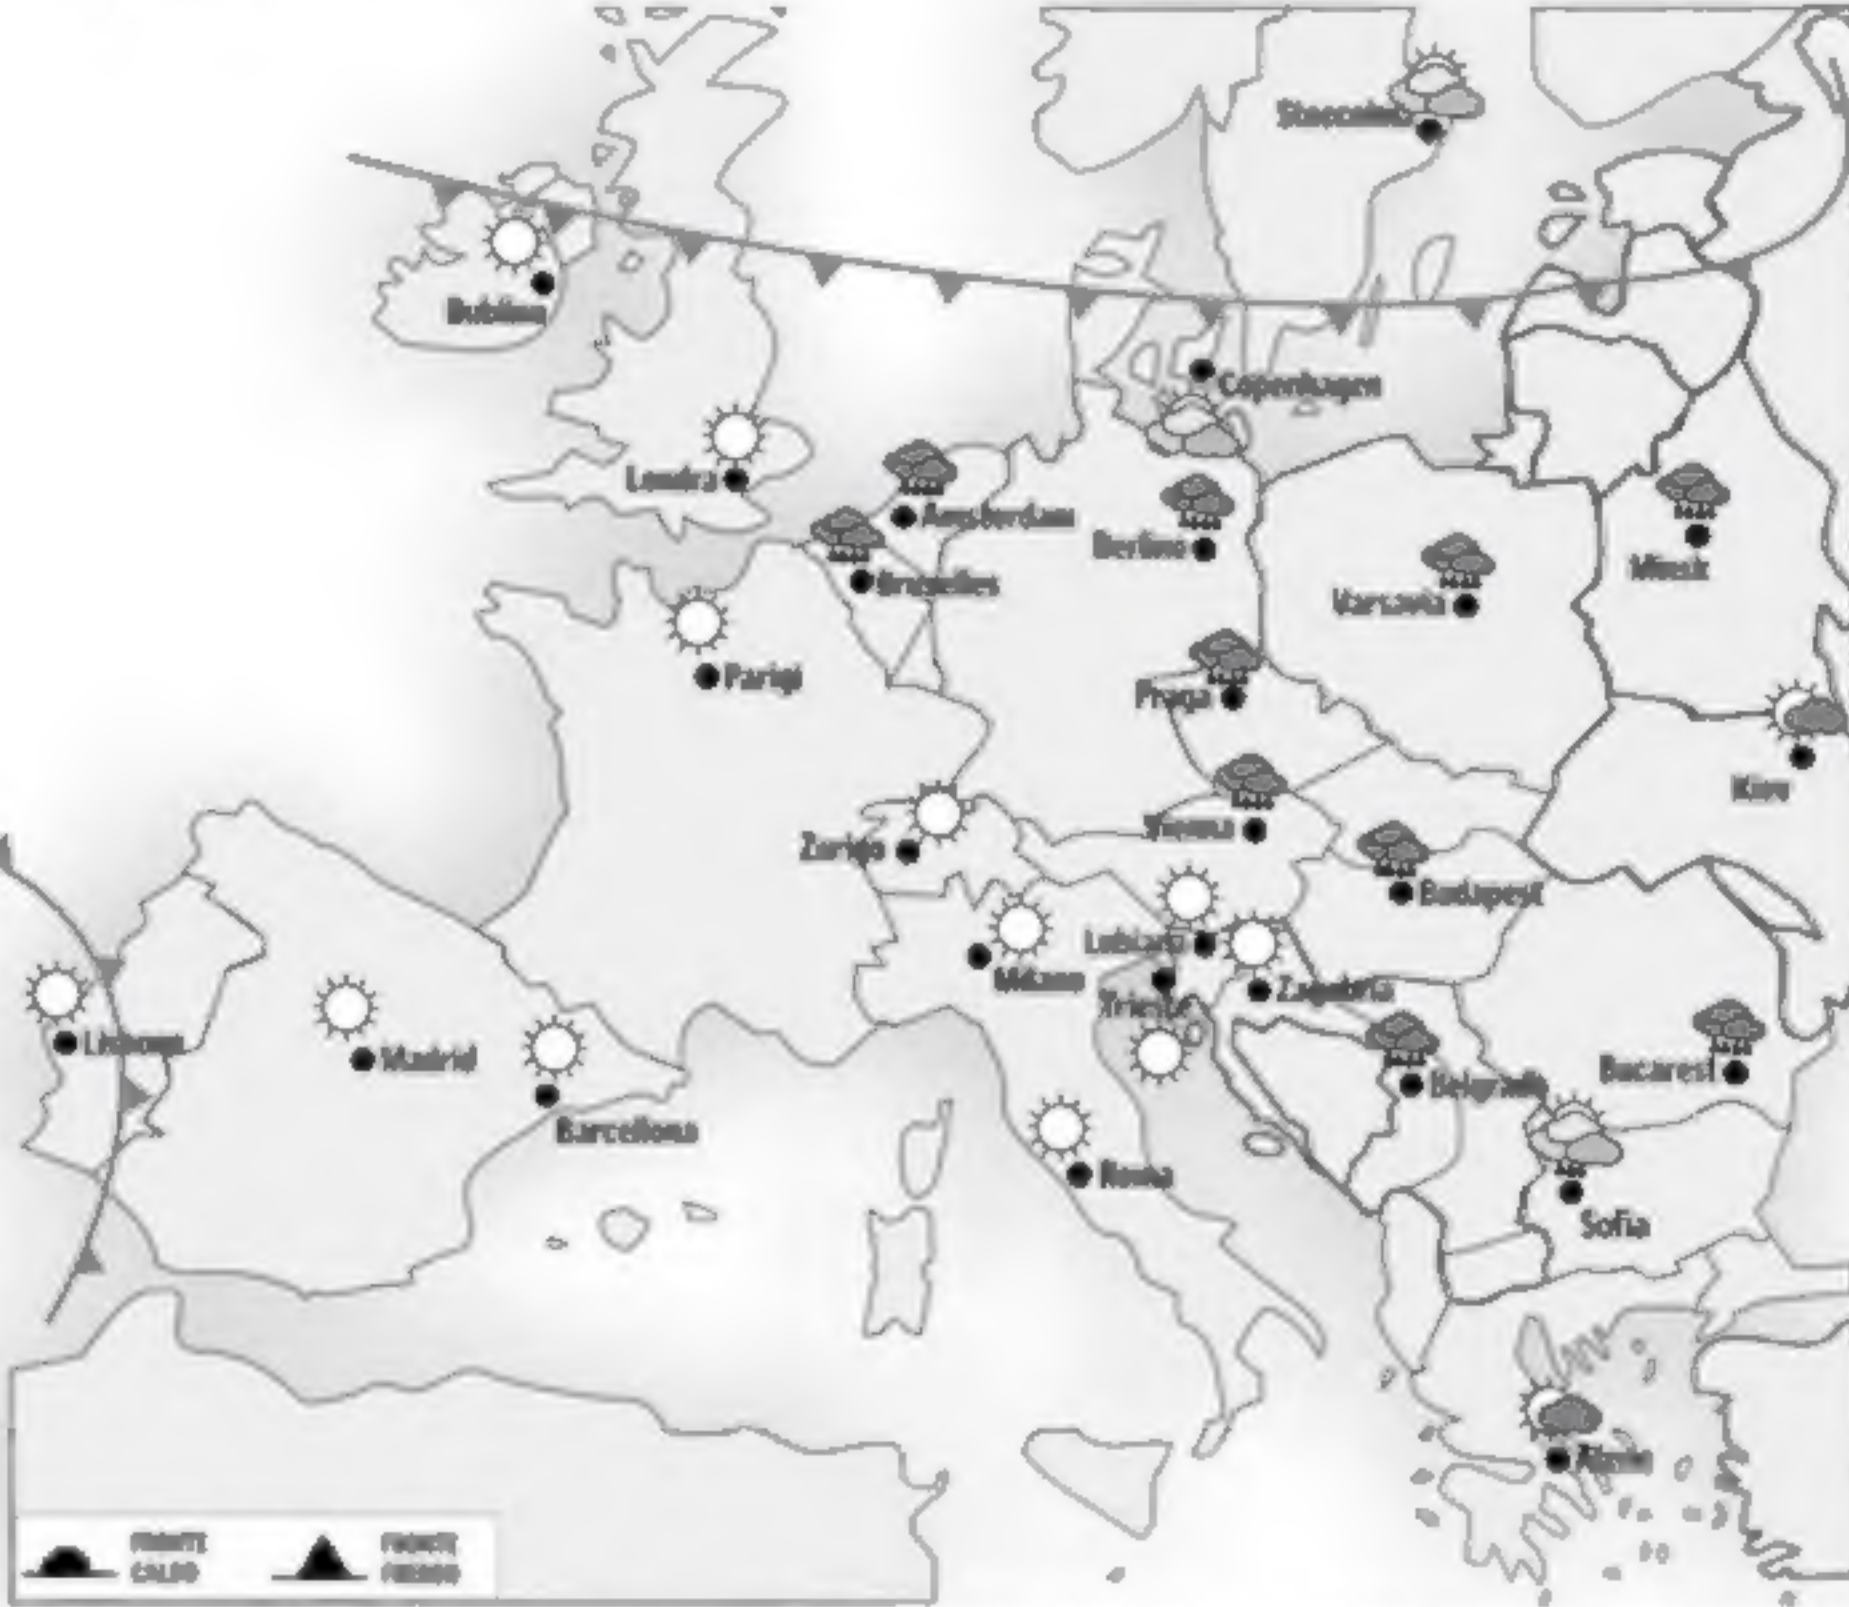 Stoccolma
Dublino
Copenhagen
Londra
Amsterdam
Berlino
Minsk
Bruxelles
Varsavia
Parigi
Praga
Kiev
Vienna
Zurigo
Budapest
Lubiana
Milano
Zagabria
Trieste
Lisbona
Madrid
Belgrado
Bucarest
Barcellona
Roma
Sofia
Atene
FRONTE
CALDO
FRONTE
FREDDO